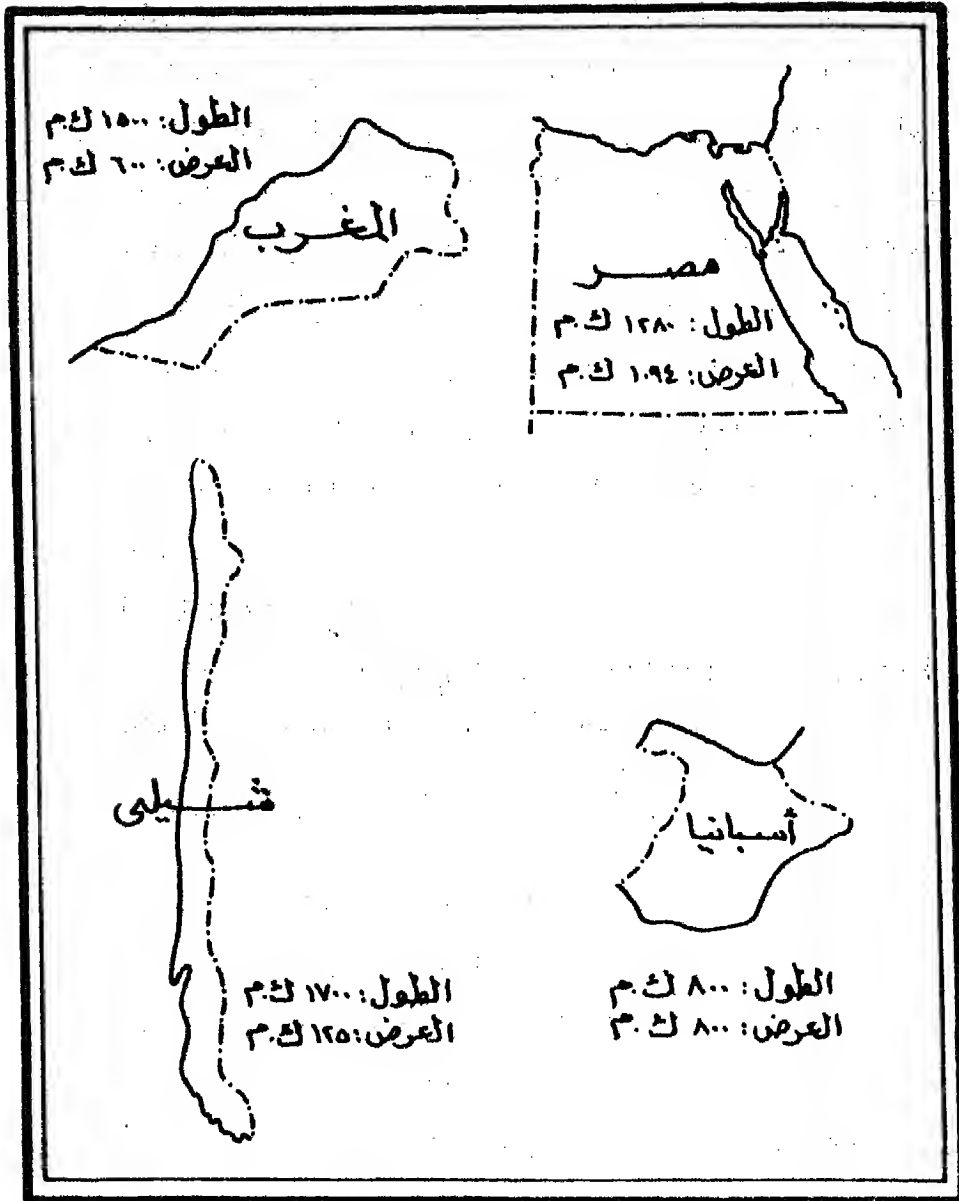 الطول: ١٥٠٠ ك.م
العرض: ٦٠٠ ك.م
المغرب
مصر
الطول: ١٢٨٠ ك.م
العرض: ١٠٩٤ ك.م
شيلى
الطول: ١٧٠٠ ك.م
العرض: ١٢٥ ك.م
أسبانيا
الطول: ٨٠٠ ك.م
العرض: ٨٠٠ ك.م